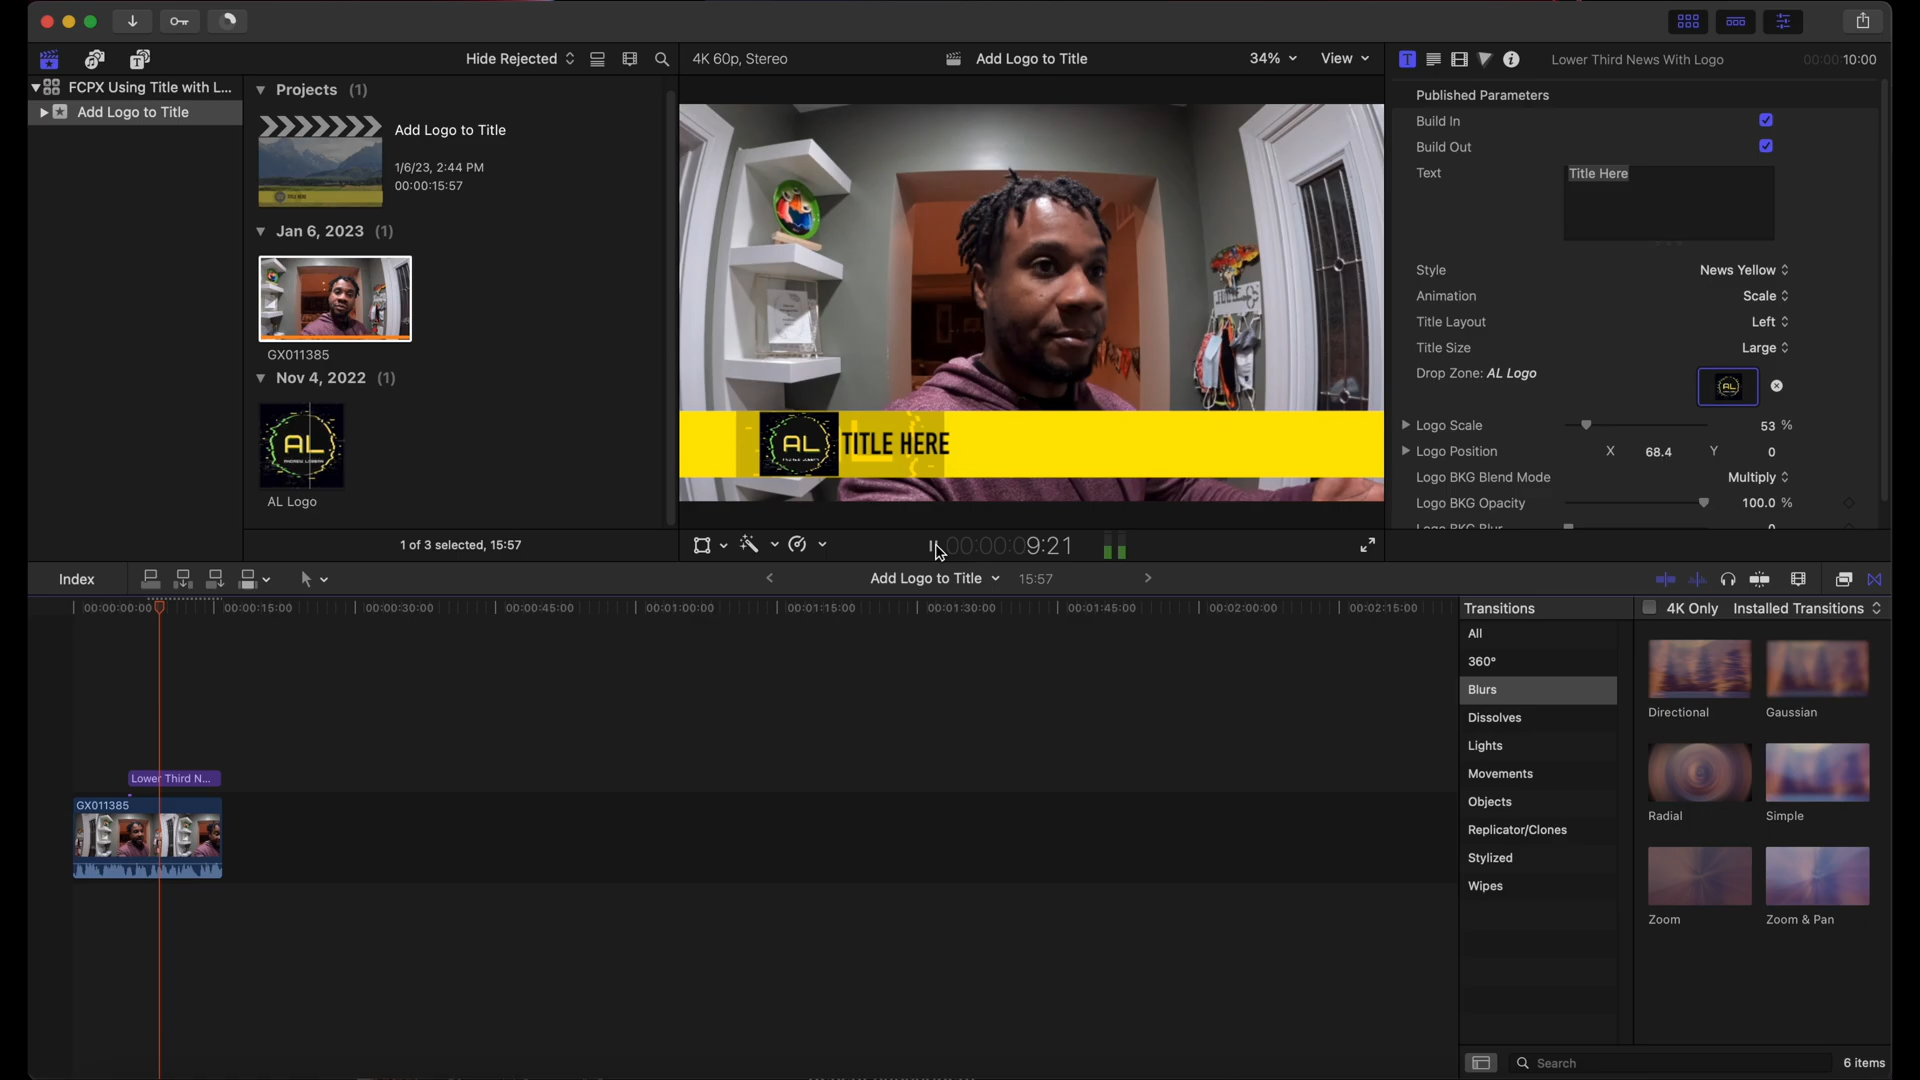 Hide Rejected
4K 60p, Stereo
Add Logo to Title
34%
View
Lower Third News With Logo
00:00:10:00
FCPX Using Title with L...
Add Logo to Title
Projects (1)
Add Logo to Title
1/6/23, 2:44 PM
00:00:15:57
Jan 6, 2023 (1)
GX011385
Nov 4, 2022 (1)
AL
AL Logo
1 of 3 selected, 15:57
AL
TITLE HERE
00:00:09:21
Published Parameters
Build In
Build Out
Text
Title Here
Style
News Yellow
Animation
Scale
Title Layout
Left
Title Size
Large
Drop Zone: AL Logo
AL
Logo Scale
53 %
Logo Position
X 68.4 Y 0
Logo BKG Blend Mode
Multiply
Logo BKG Opacity
100.0 %
Logo BKG Blur
0
Index
Add Logo to Title
15:57
00:00:00:00 00:00:15:00 00:00:30:00 00:00:45:00 00:01:00:00 00:01:15:00 00:01:30:00 00:01:45:00 00:02:00:00 00:02:15:00
Lower Third N...
GX011385
Transitions
4K Only
Installed Transitions
All
360°
Blurs
Dissolves
Lights
Movements
Objects
Replicator/Clones
Stylized
Wipes
Directional
Gaussian
Radial
Simple
Zoom
Zoom & Pan
Search
6 items